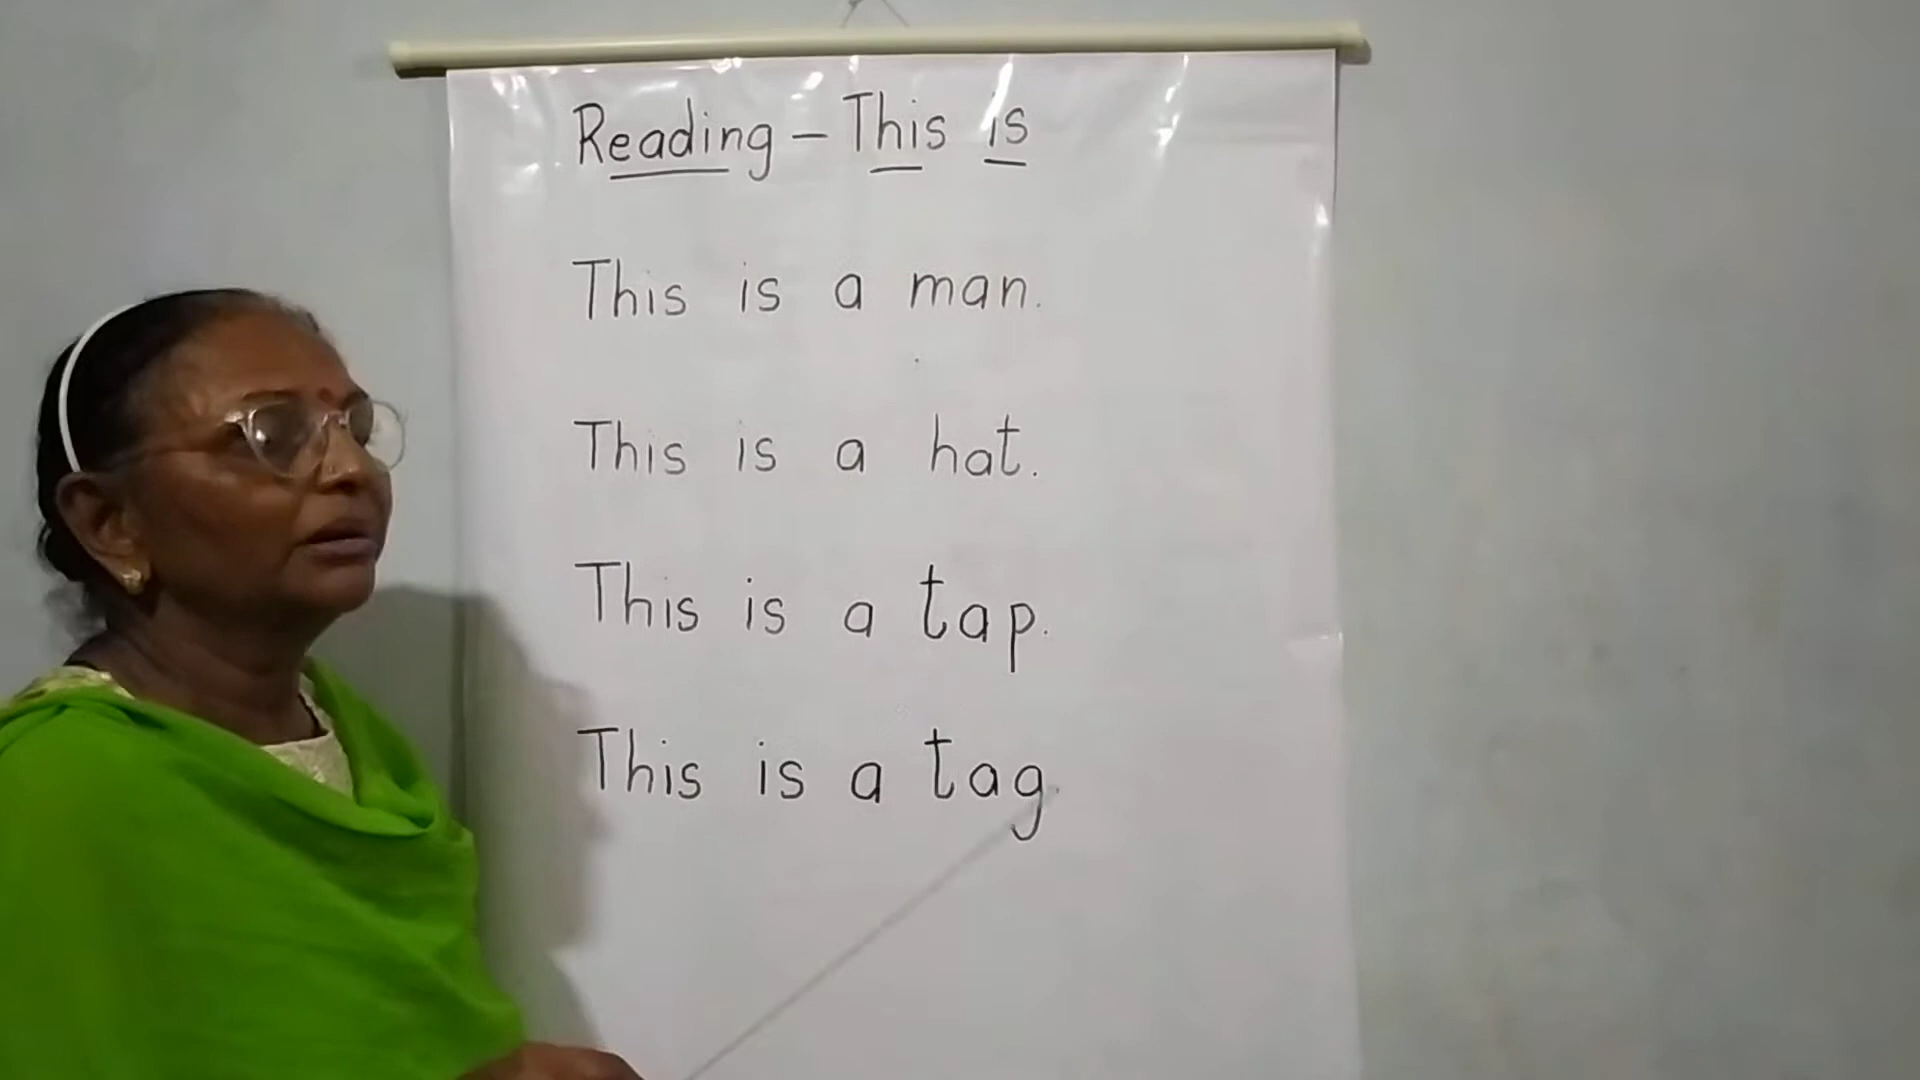 Reading – This is
This is a man.
This is a hat.
This is a tap.
This is a tag.